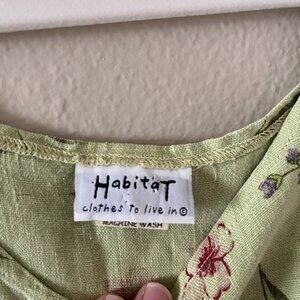 HabitaT
clothes To live in ©
MACHINE WASH